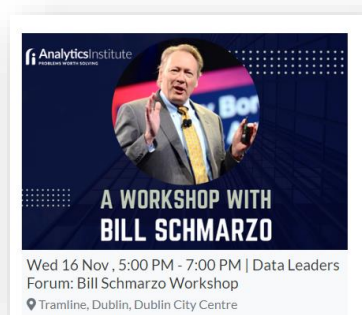 AnalyticsInstitute
PROBLEMS WORTH SOLVING
A WORKSHOP WITH
BILL SCHMARZO
Wed 16 Nov , 5:00 PM - 7:00 PM | Data Leaders
Forum: Bill Schmarzo Workshop
Tramline, Dublin, Dublin City Centre